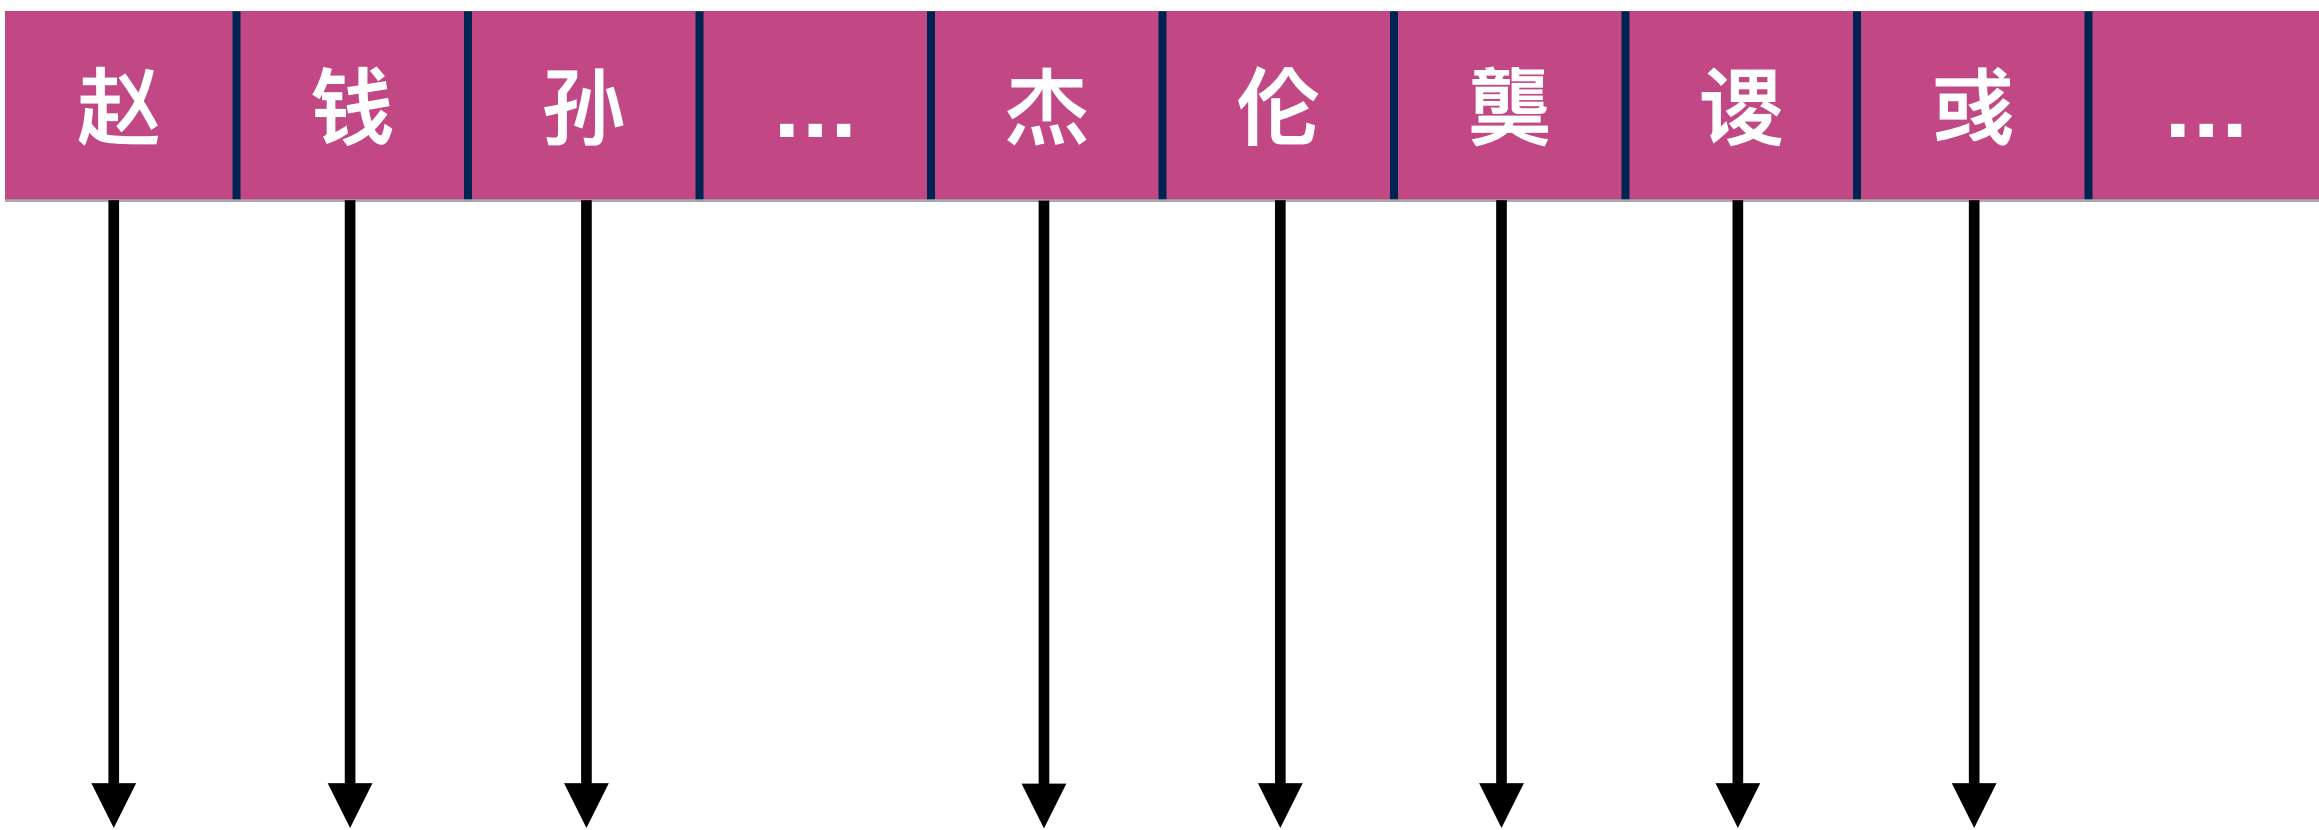 赵 钱 孙 ... 杰 伦 龑 谡 彧 ...